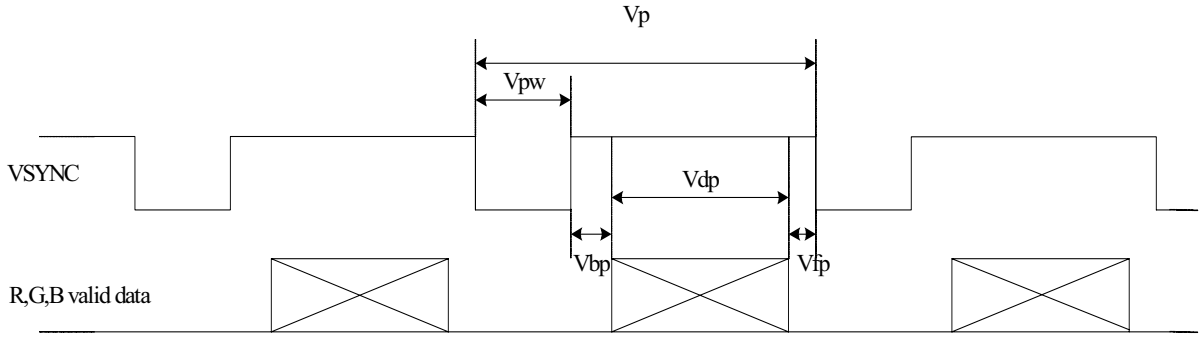 Vp
Vpw
VSYNC
Vdp
Vbp
Vfp
R,G,B valid data